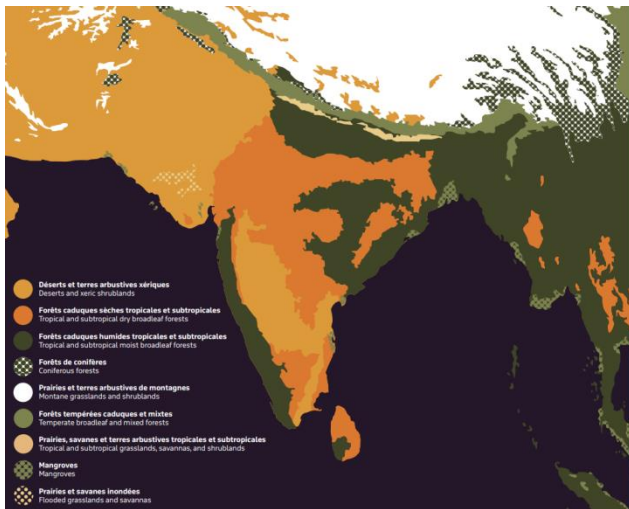 Déserts et terres arbustives xériques
Deserts and xeric shrublands
Forêts caduques sèches tropicales et subtropicales
Tropical and subtropical dry broadleaf forests
Forêts caduques humides tropicales et subtropicales
Tropical and subtropical moist broadleaf forests
Forêts de conifères
Coniferous forests
Prairies et terres arbustives de montagnes
Montane grasslands and shrublands
Forêts tempérées caduques et mixtes
Temperate broadleaf and mixed forests
Prairies, savanes et terres arbustives tropicales et subtropicales
Tropical and subtropical grasslands, savannas, and shrublands
Mangroves
Mangroves
Prairies et savanes inondées
Flooded grasslands and savannas